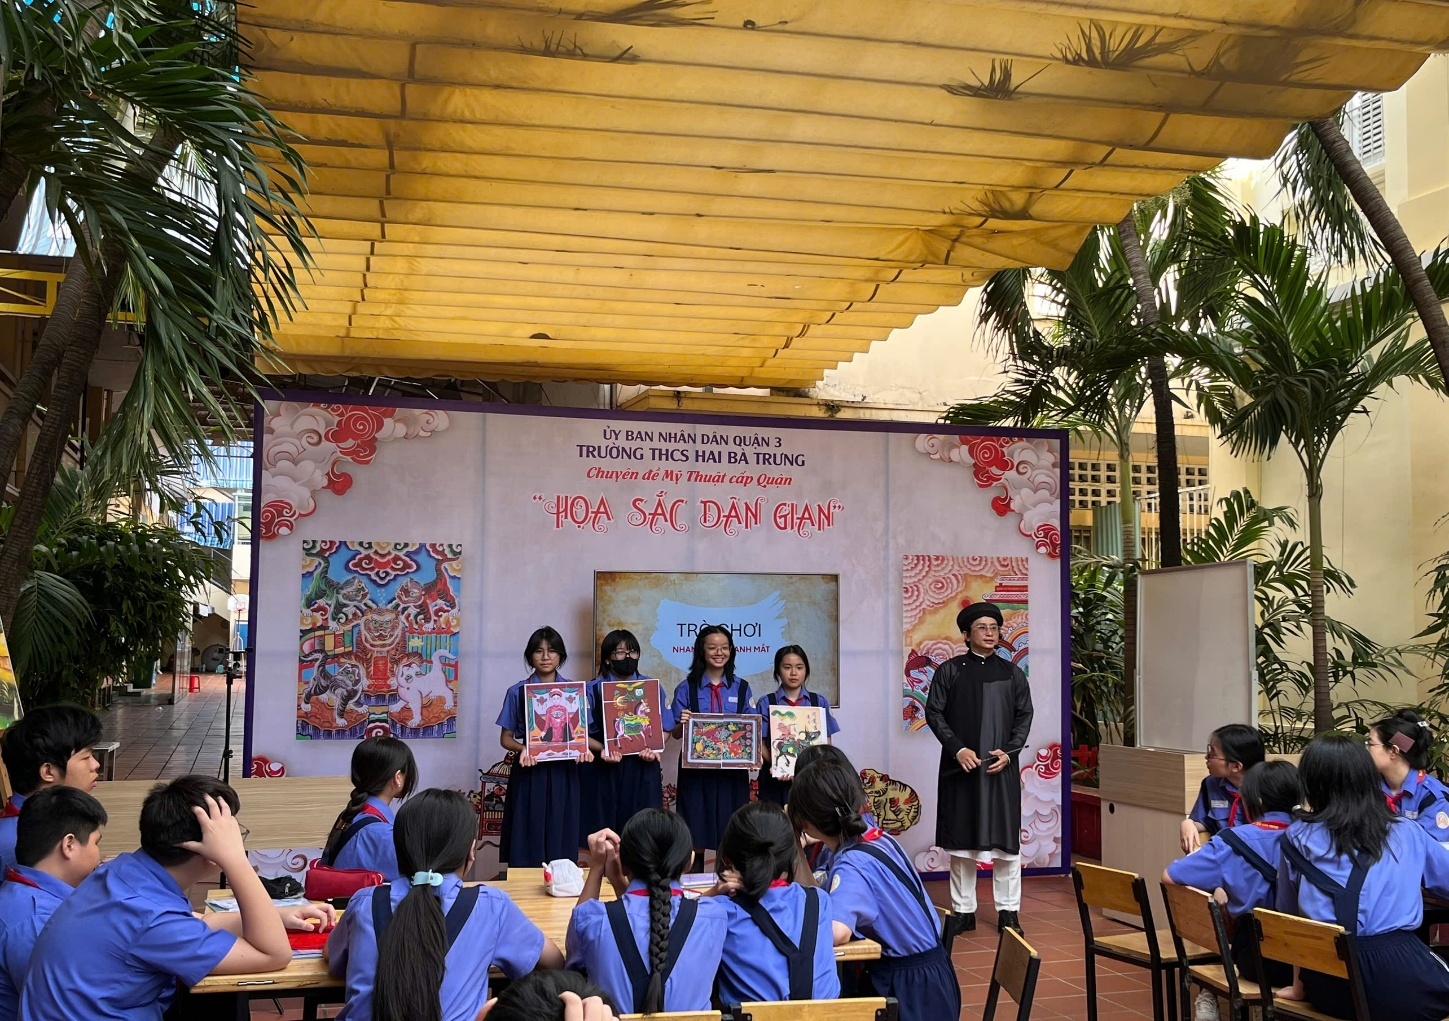 ỦY BAN NHÂN DÂN QUẬN 3
TRƯỜNG THCS HAI BÀ TRƯNG
Chuyên đề Mỹ Thuật cấp Quận
"HỌA SẮC DÂN GIAN"
TRÒ CHƠI
MẮT